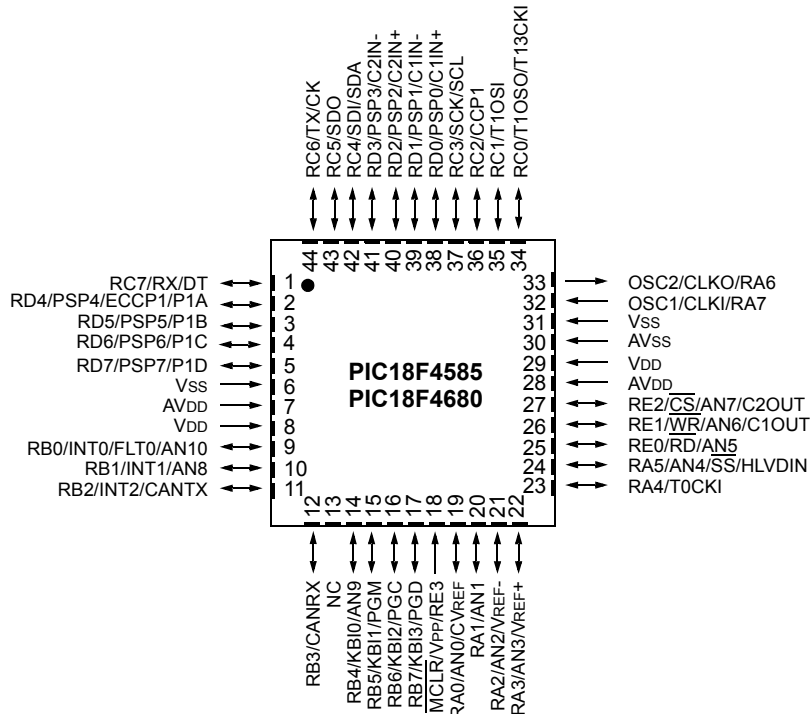 RC6/TX/CK
RC5/SDO
RC4/SDI/SDA
RD3/PSP3/C2IN-
RD2/PSP2/C2IN+
RD1/PSP1/C1IN-
RD0/PSP0/C1IN+
RC3/SCK/SCL
RC2/CCP1
RC1/T1OSI
RC0/T1OSO/T13CKI
44
43
42
41
40
39
38
37
36
35
34
RC7/RX/DT 1
RD4/PSP4/ECCP1/P1A 2
RD5/PSP5/P1B 3
RD6/PSP6/P1C 4
RD7/PSP7/P1D 5
VSS 6
AVDD 7
VDD 8
RB0/INT0/FLT0/AN10 9
RB1/INT1/AN8 10
RB2/INT2/CANTX 11
PIC18F4585
PIC18F4680
33 OSC2/CLKO/RA6
32 OSC1/CLKI/RA7
31 VSS
30 AVSS
29 VDD
28 AVDD
27 RE2/CS/AN7/C2OUT
26 RE1/WR/AN6/C1OUT
25 RE0/RD/AN5
24 RA5/AN4/SS/HLVDIN
23 RA4/T0CKI
12
13
14
15
16
17
18
19
20
21
22
RB3/CANRX
NC
RB4/KBI0/AN9
RB5/KBI1/PGM
RB6/KBI2/PGC
RB7/KBI3/PGD
MCLR/VPP/RE3
RA0/AN0/CVREF
RA1/AN1
RA2/AN2/VREF-
RA3/AN3/VREF+